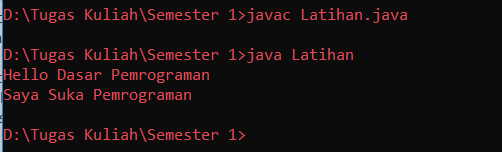 D:\Tugas Kuliah\Semester 1>javac Latihan.java
D:\Tugas Kuliah\Semester 1>java Latihan
Hello Dasar Pemrograman
Saya Suka Pemrograman
D:\Tugas Kuliah\Semester 1>